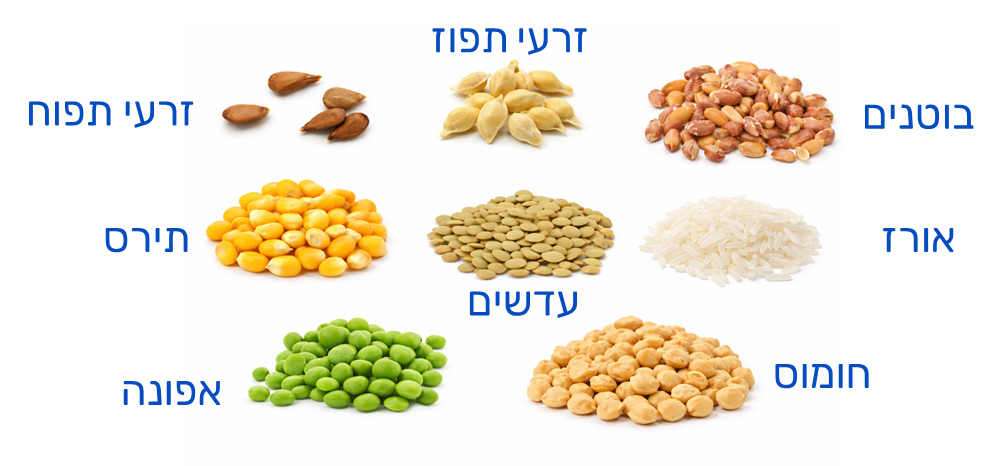 זרעי תפוז
בוטנים
זרעי תפוח
אורז
תירס
עדשים
חומוס
אפונה